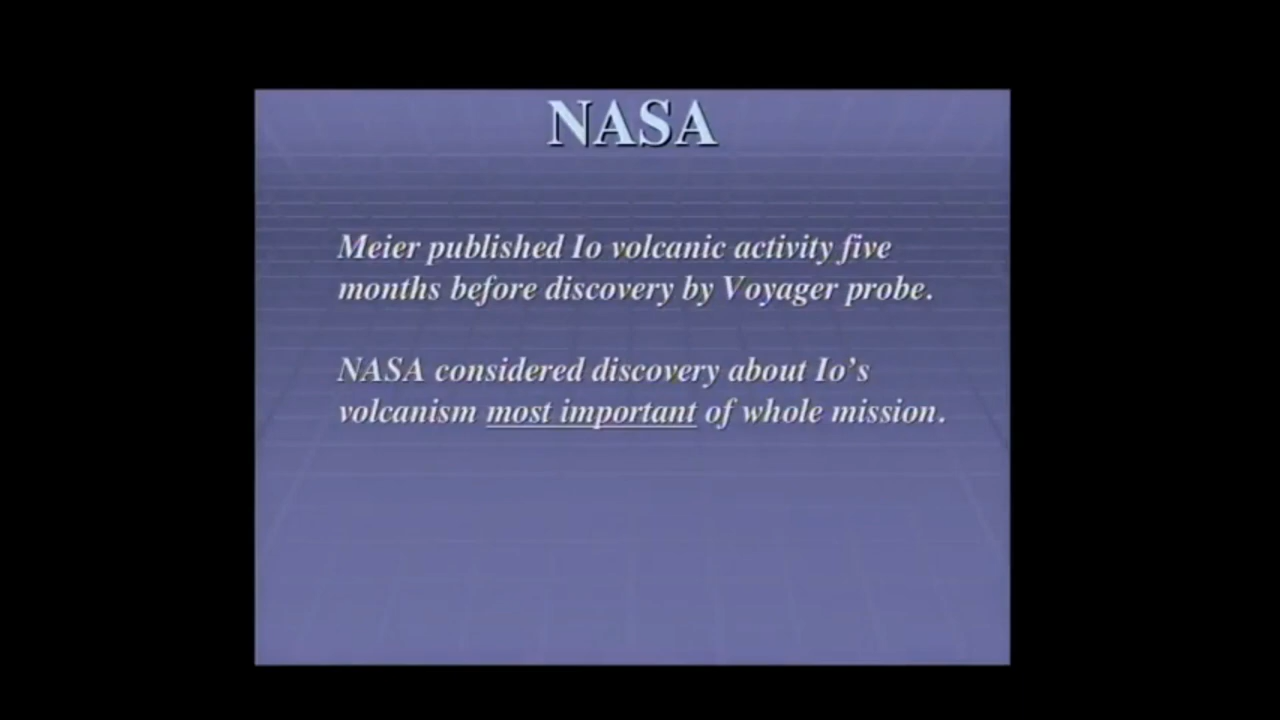 NASA
Meier published Io volcanic activity five
months before discovery by Voyager probe.
NASA considered discovery about Io's
volcanism most important of whole mission.